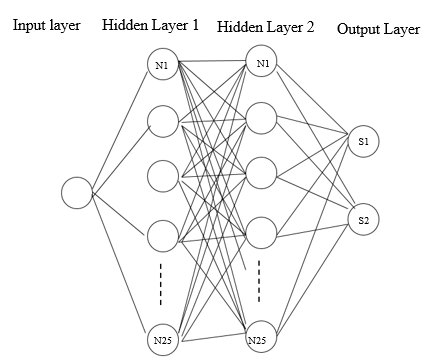 Input layer
Hidden Layer 1
Hidden Layer 2
Output Layer
N1
N1
S1
S2
N25
N25